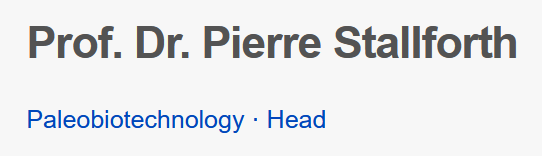 Prof. Dr. Pierre Stallforth
Paleobiotechnology · Head